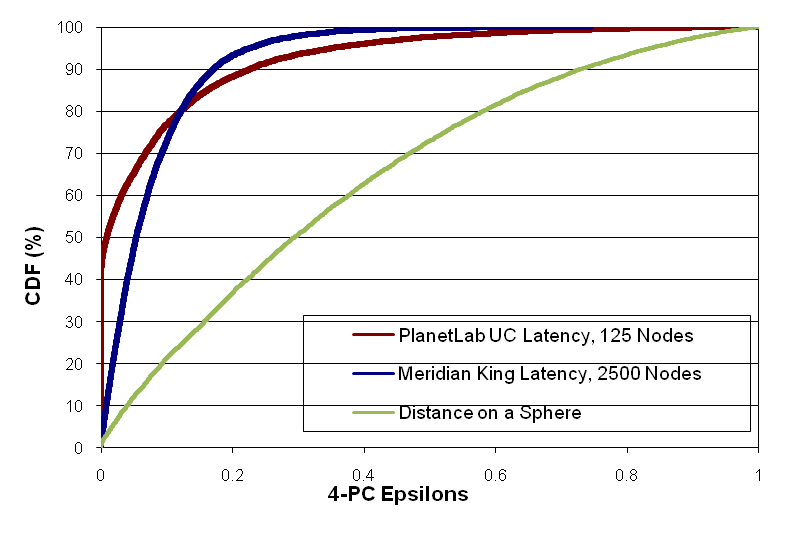 100
90
80
70
60
50
40
30
20
10
0
CDF (%)
PlanetLab UC Latency, 125 Nodes
Meridian King Latency, 2500 Nodes
Distance on a Sphere
0 0.2 0.4 0.6 0.8 1
4-PC Epsilons